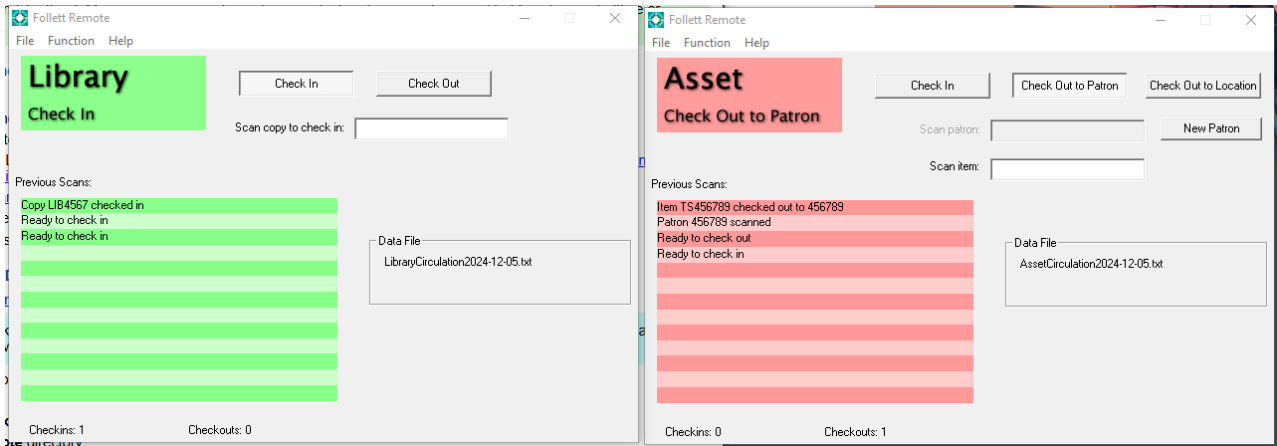 Follett Remote
File Function Help
Library
Check In
Check In
Check Out
Scan copy to check in:
Previous Scans:
Copy LIB4567 checked in
Ready to check in
Ready to check in
Data File
LibraryCirculation2024-12-05.txt
Checkins: 1
Checkouts: 0
Follett Remote
File Function Help
Asset
Check Out to Patron
Check In
Check Out to Patron
Check Out to Location
Scan patron:
New Patron
Scan item:
Previous Scans:
Item TS456789 checked out to 456789
Patron 456789 scanned
Ready to check out
Ready to check in
Data File
AssetCirculation2024-12-05.txt
Checkins: 0
Checkouts: 1